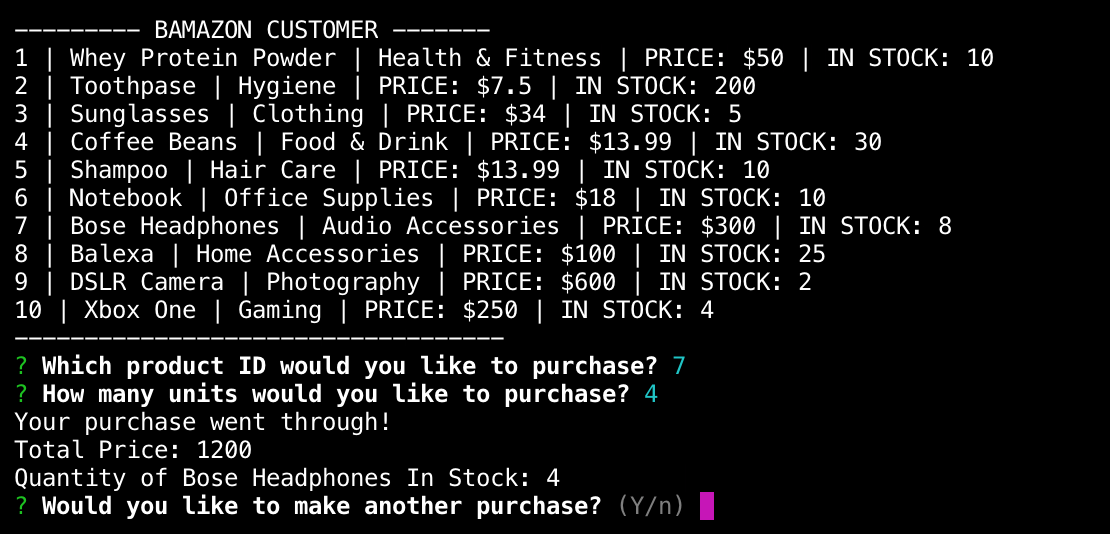 --------- BAMAZON CUSTOMER -------
1 | Whey Protein Powder | Health & Fitness | PRICE: $50 | IN STOCK: 10
2 | Toothpase | Hygiene | PRICE: $7.5 | IN STOCK: 200
3 | Sunglasses | Clothing | PRICE: $34 | IN STOCK: 5
4 | Coffee Beans | Food & Drink | PRICE: $13.99 | IN STOCK: 30
5 | Shampoo | Hair Care | PRICE: $13.99 | IN STOCK: 10
6 | Notebook | Office Supplies | PRICE: $18 | IN STOCK: 10
7 | Bose Headphones | Audio Accessories | PRICE: $300 | IN STOCK: 8
8 | Balexa | Home Accessories | PRICE: $100 | IN STOCK: 25
9 | DSLR Camera | Photography | PRICE: $600 | IN STOCK: 2
10 | Xbox One | Gaming | PRICE: $250 | IN STOCK: 4
-----------------------------------
? Which product ID would you like to purchase? 7
? How many units would you like to purchase? 4
Your purchase went through!
Total Price: 1200
Quantity of Bose Headphones In Stock: 4
? Would you like to make another purchase? (Y/n)